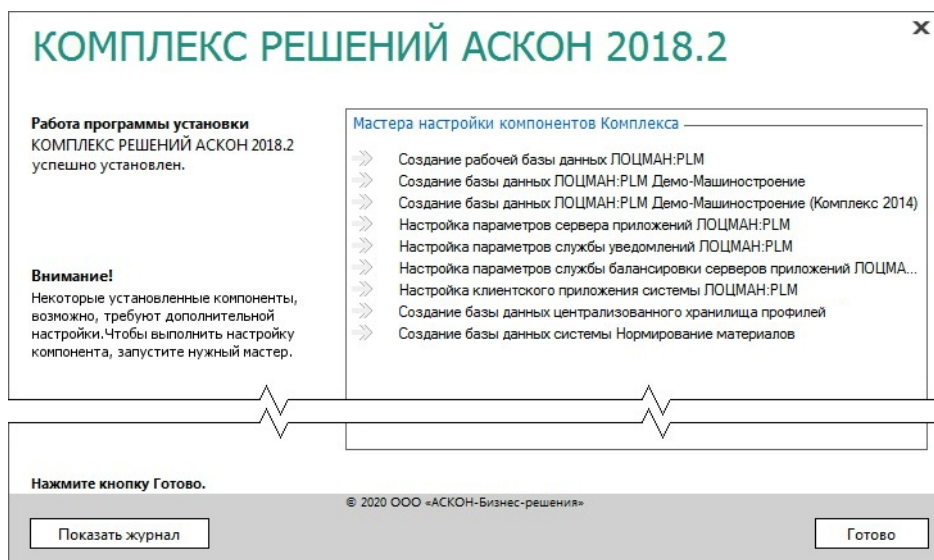 КОМПЛЕКС РЕШЕНИЙ АСКОН 2018.2
Работа программы установки
КОМПЛЕКС РЕШЕНИЙ АСКОН 2018.2
успешно установлен.
Внимание!
Некоторые установленные компоненты,
возможно, требуют дополнительной
настройки.Чтобы выполнить настройку
компонента, запустите нужный мастер.
Мастера настройки компонентов Комплекса
Создание рабочей базы данных ЛОЦМАН:PLM
Создание базы данных ЛОЦМАН:PLM Демо-Машиностроение
Создание базы данных ЛОЦМАН:PLM Демо-Машиностроение (Комплекс 2014)
Настройка параметров сервера приложений ЛОЦМАН:PLM
Настройка параметров службы уведомлений ЛОЦМАН:PLM
Настройка параметров службы балансировки серверов приложений ЛОЦМА...
Настройка клиентского приложения системы ЛОЦМАН:PLM
Создание базы данных централизованного хранилища профилей
Создание базы данных системы Нормирование материалов
Нажмите кнопку Готово.
© 2020 ООО «АСКОН-Бизнес-решения»
Показать журнал
Готово